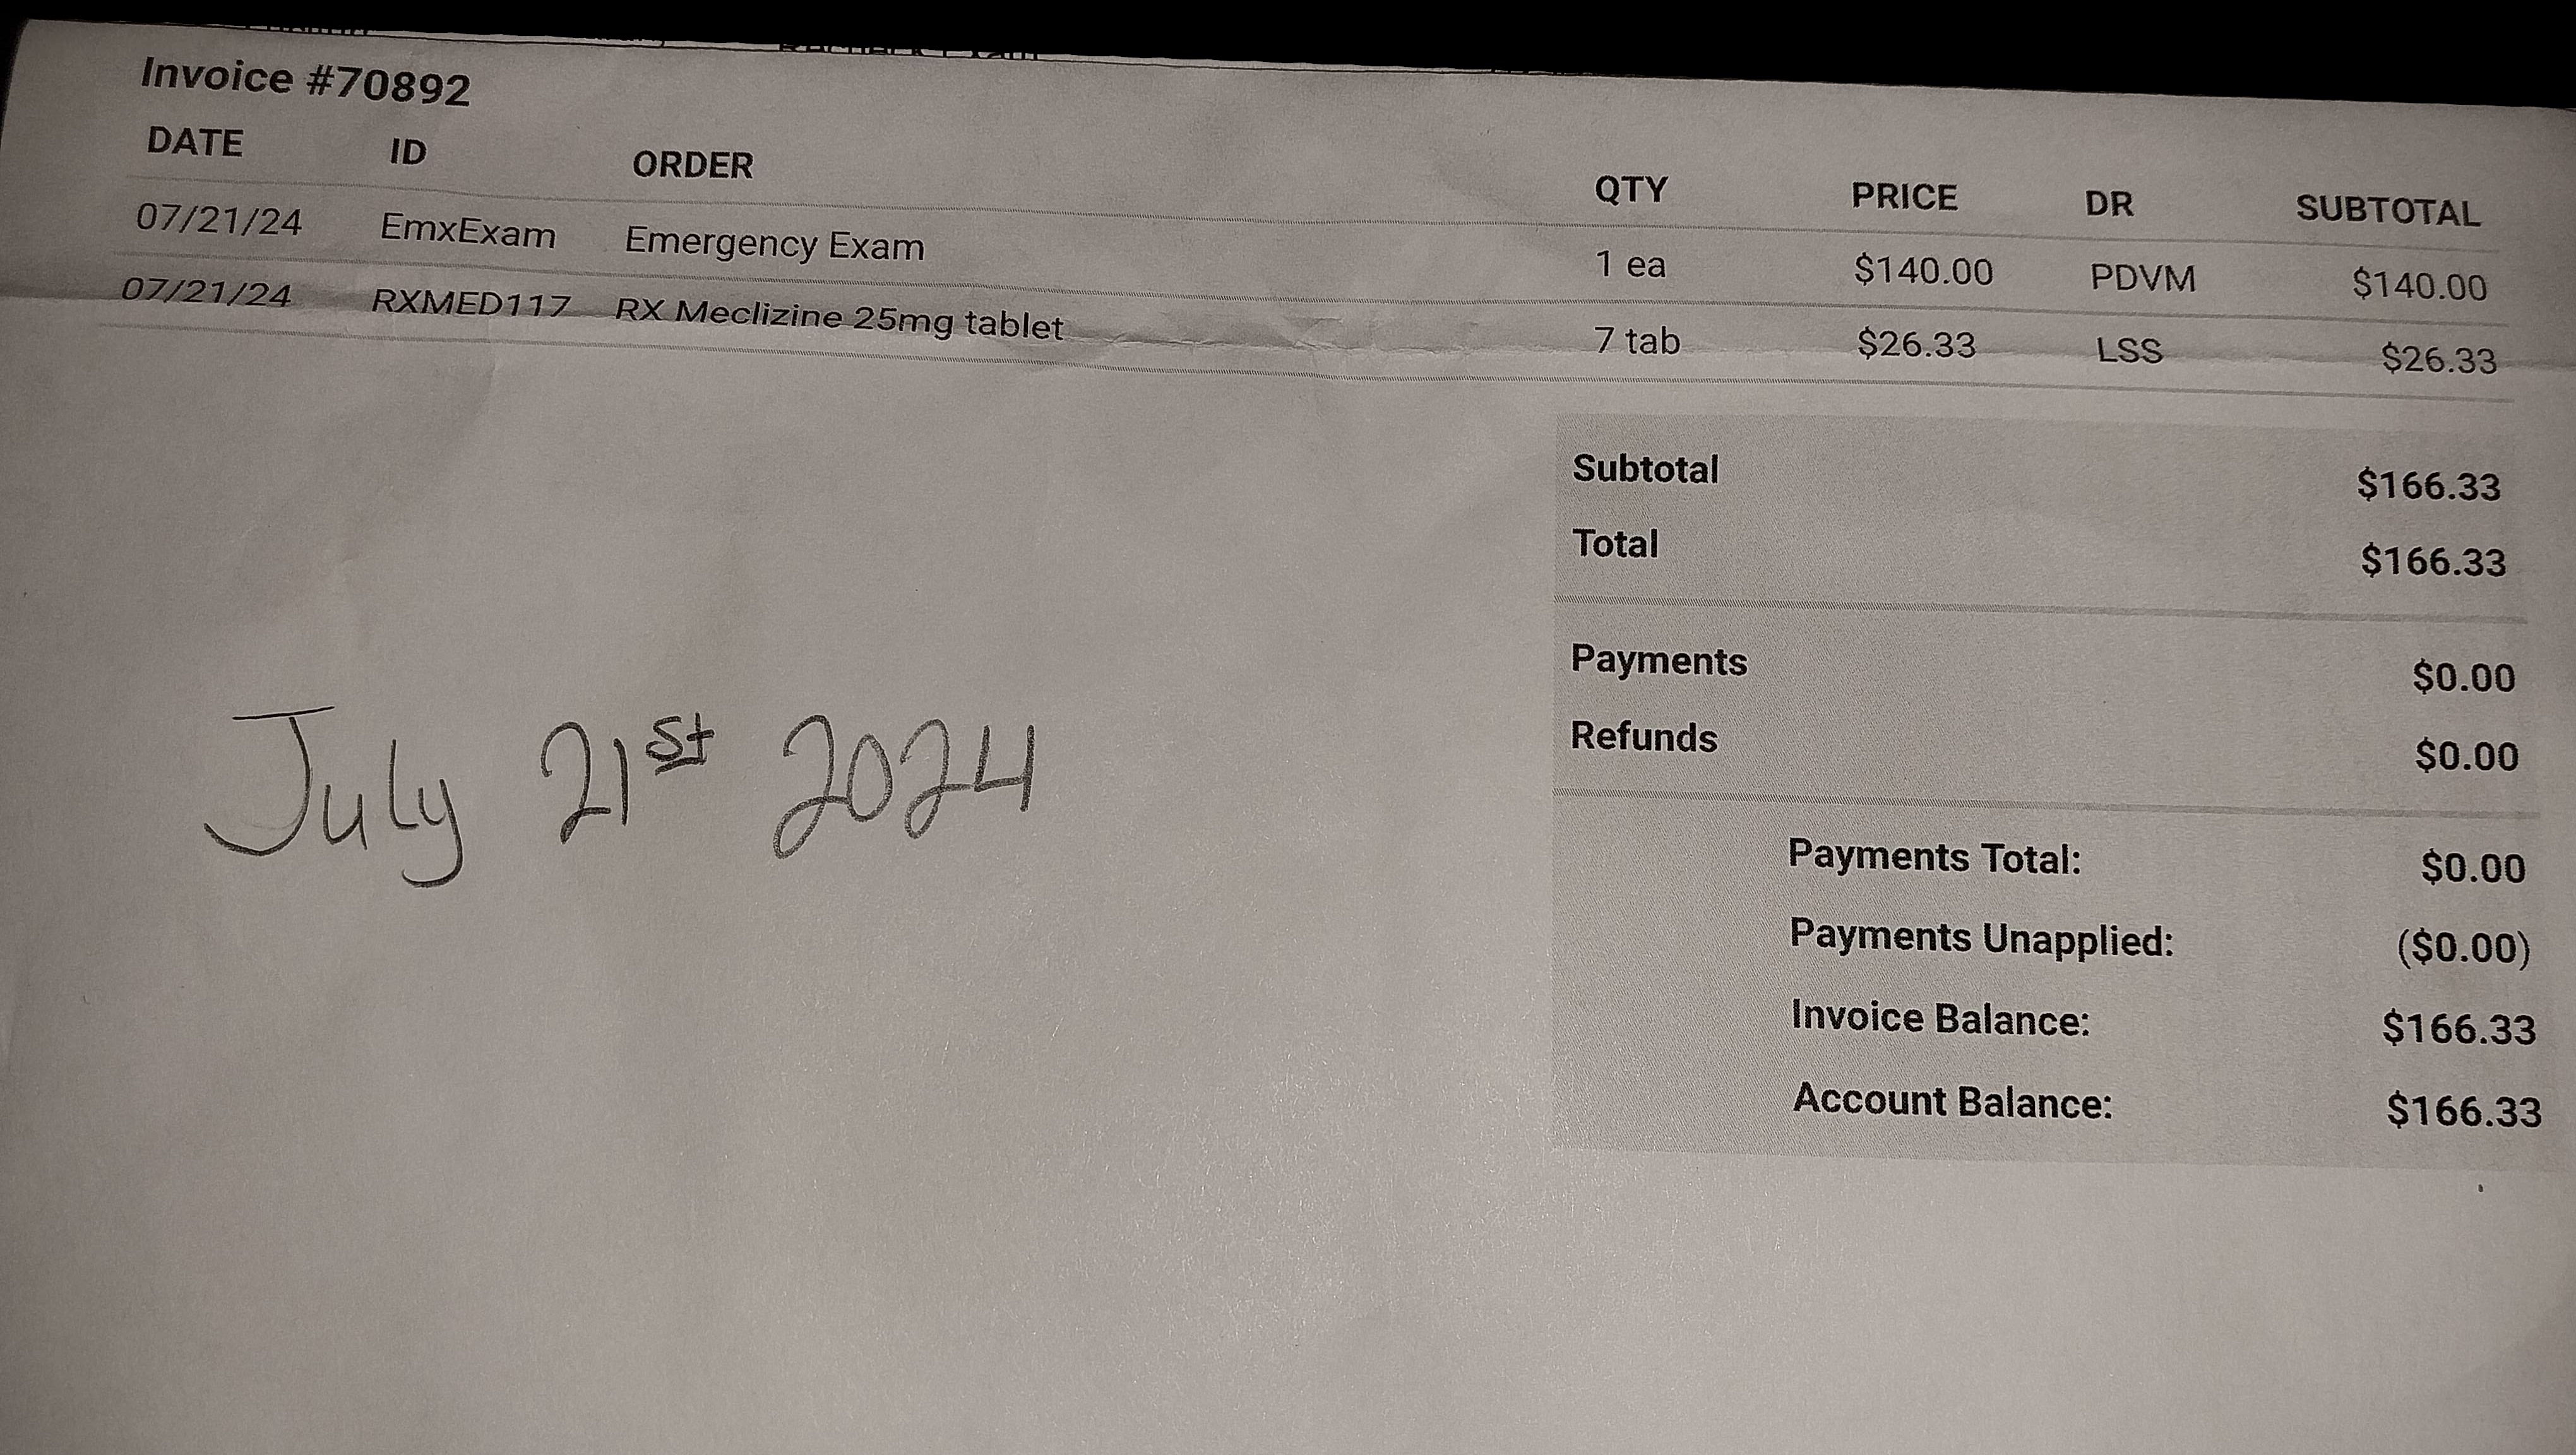 Invoice #70892
DATE ID ORDER QTY PRICE DR SUBTOTAL
07/21/24 EmxExam Emergency Exam 1 ea $140.00 PDVM $140.00
07/21/24 RXMED117 RX Meclizine 25mg tablet 7 tab $26.33 LSS $26.33
Subtotal $166.33
Total $166.33
Payments $0.00
Refunds $0.00
Payments Total: $0.00
Payments Unapplied: ($0.00)
Invoice Balance: $166.33
Account Balance: $166.33
July 21st 2024